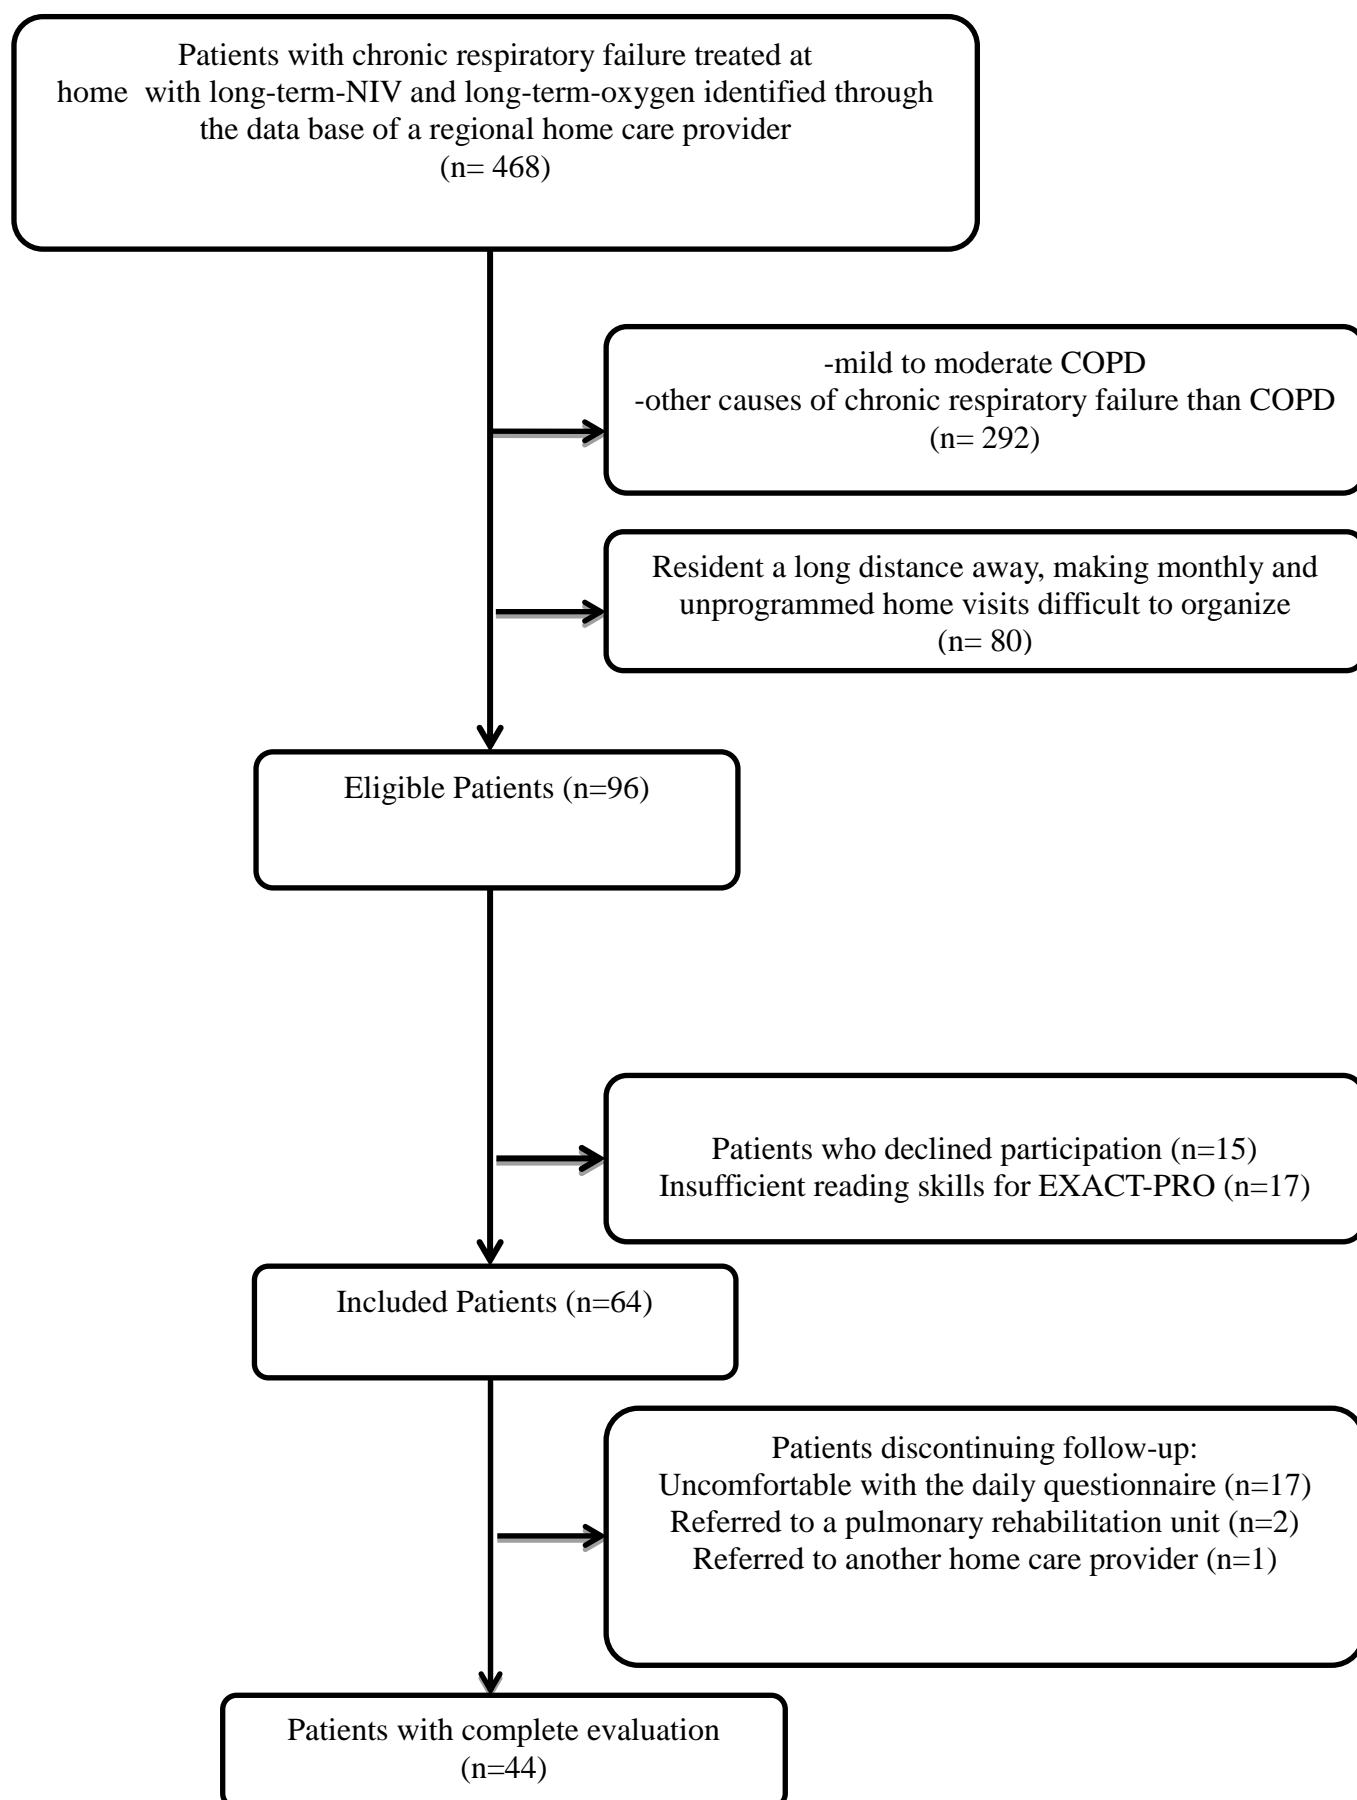 Patients with chronic respiratory failure treated at
home  with long-term-NIV and long-term-oxygen identified through
the data base of a regional home care provider
(n= 468)
-mild to moderate COPD
-other causes of chronic respiratory failure than COPD
(n= 292)
Resident a long distance away, making monthly and
unprogrammed home visits difficult to organize
(n= 80)
Eligible Patients (n=96)
Patients who declined participation (n=15)
Insufficient reading skills for EXACT-PRO (n=17)
Included Patients (n=64)
Patients discontinuing follow-up:
Uncomfortable with the daily questionnaire (n=17)
Referred to a pulmonary rehabilitation unit (n=2)
Referred to another home care provider (n=1)
Patients with complete evaluation
(n=44)